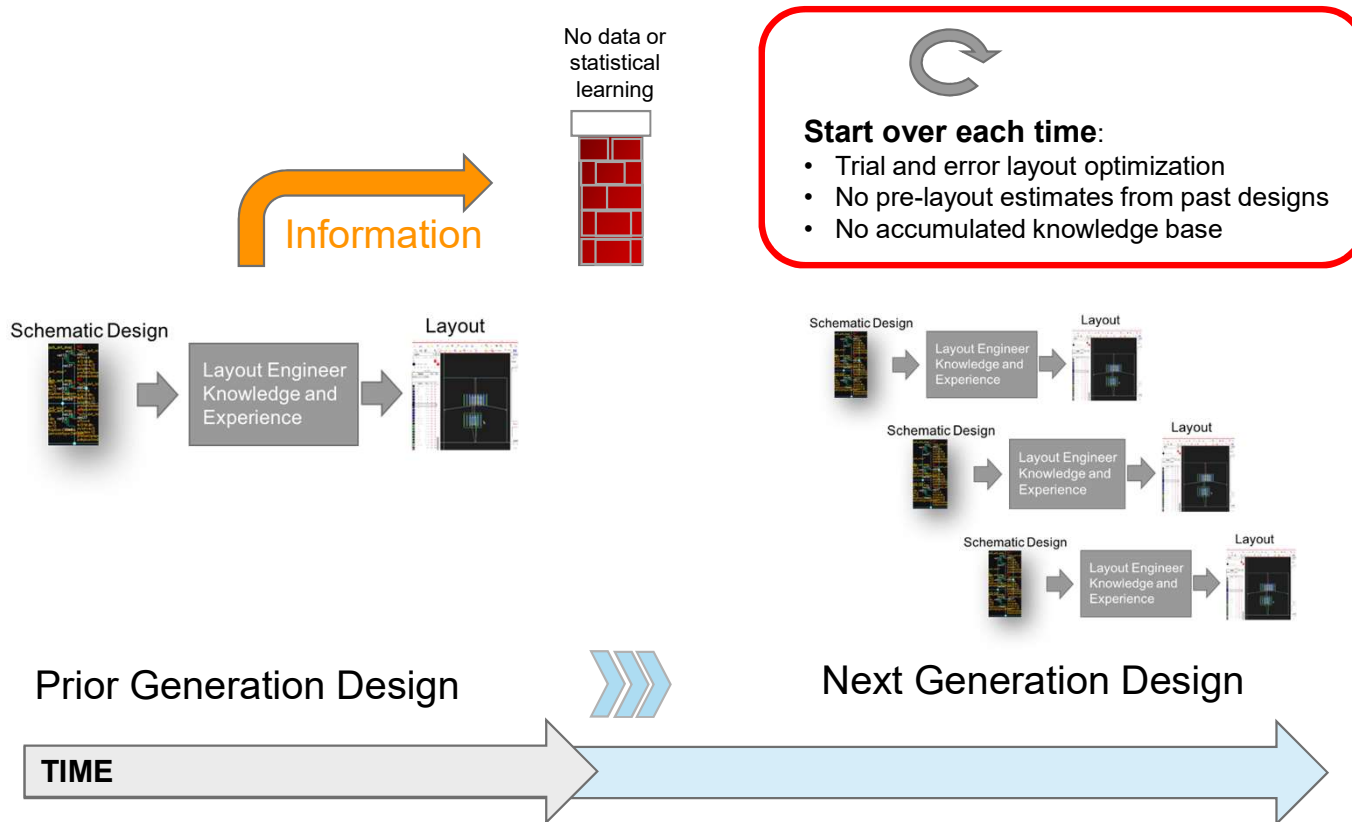 No data or
statistical
learning
Start over each time:
• Trial and error layout optimization
• No pre-layout estimates from past designs
• No accumulated knowledge base
Information
Schematic Design
Layout Engineer
Knowledge and
Experience
Layout
Schematic Design
Layout Engineer
Knowledge and
Experience
Layout
Schematic Design
Layout Engineer
Knowledge and
Experience
Layout
Schematic Design
Layout Engineer
Knowledge and
Experience
Layout
Prior Generation Design
Next Generation Design
TIME